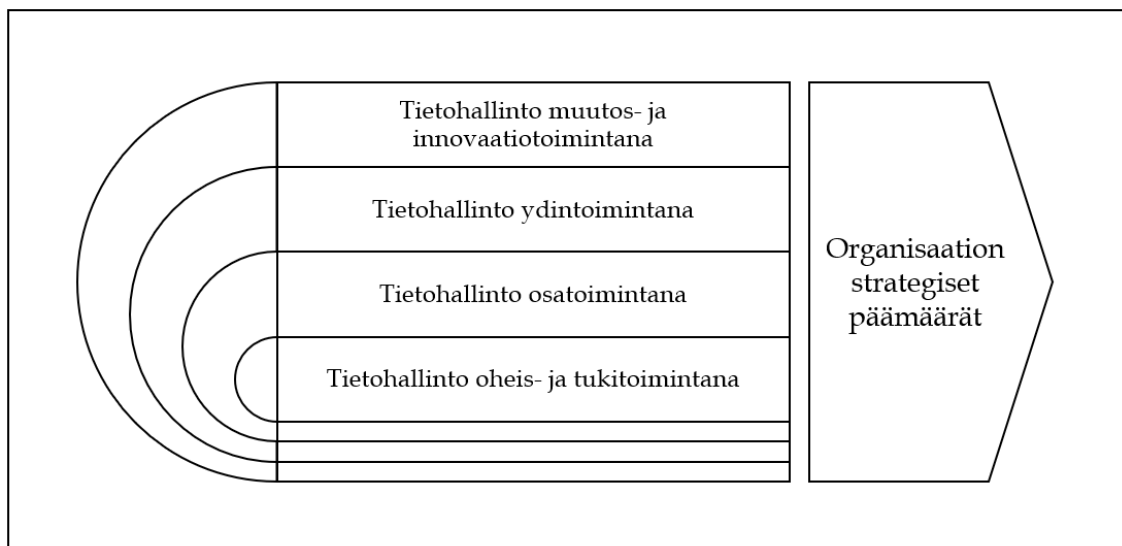 Tietohallinto muutos- ja
innovaatiotoimintana
Tietohallinto ydintoimintana
Tietohallinto osatoimintana
Tietohallinto oheis- ja tukitoimintana
Organisaation
strategiset
päämäärät